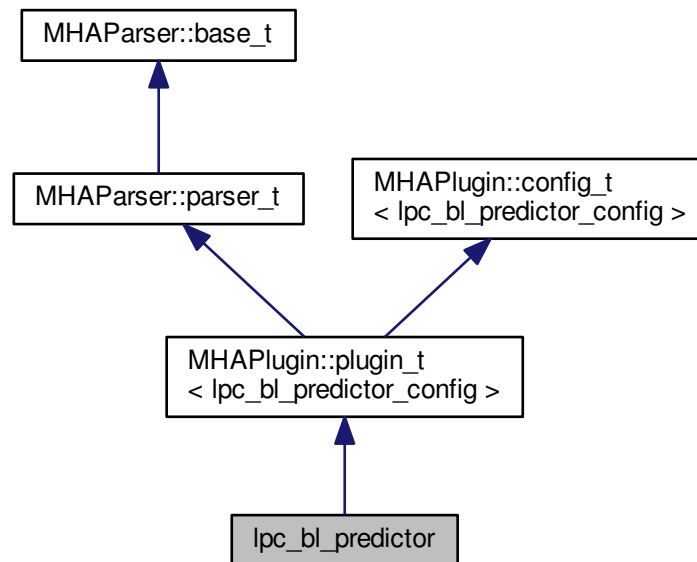 MHAParser::base_t
MHAParser::parser_t
MHAPlugin::config_t
< lpc_bl_predictor_config >
MHAPlugin::plugin_t
< lpc_bl_predictor_config >
lpc_bl_predictor